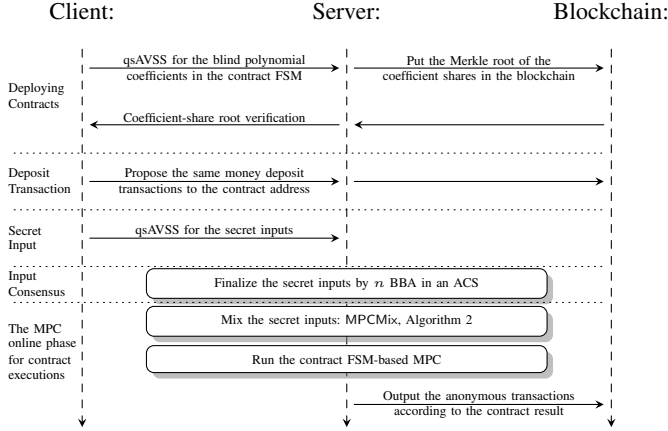 Client: Server: Blockchain:
Deploying
Contracts
qsAVSS for the blind polynomial
coefficients in the contract FSM
Put the Merkle root of the
coefficient shares in the blockchain
Coefficient-share root verification
Deposit
Transaction
Propose the same money deposit
transactions to the contract address
Secret
Input
qsAVSS for the secret inputs
Input
Consensus
Finalize the secret inputs by n BBA in an ACS
The MPC
online phase
for contract
executions
Mix the secret inputs: MPCMix, Algorithm 2
Run the contract FSM-based MPC
Output the anonymous transactions
according to the contract result